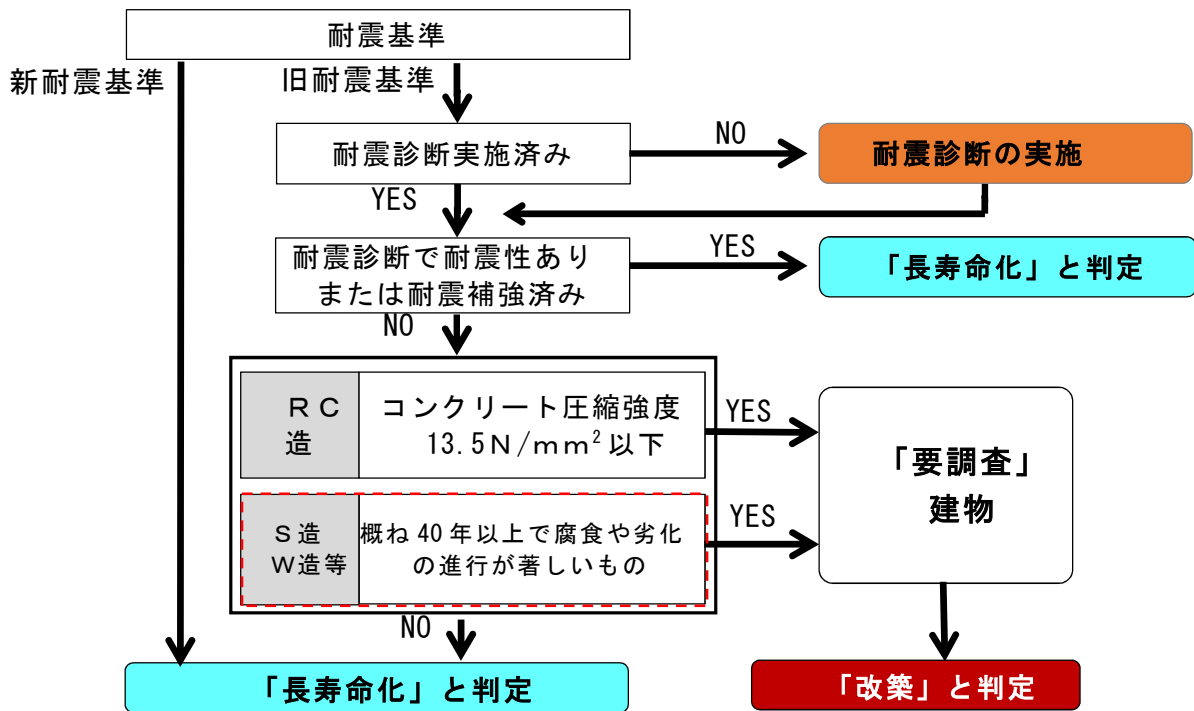 耐震基準
新耐震基準
旧耐震基準
耐震診断実施済み
NO
耐震診断の実施
YES
耐震診断で耐震性あり
または耐震補強済み
YES
「長寿命化」と判定
NO
ＲＣ
造
コンクリート圧縮強度
13.5Ｎ/ｍｍ²以下
YES
「要調査」
建物
Ｓ造
Ｗ造等
概ね 40 年以上で腐食や劣化
の進行が著しいもの
YES
NO
「長寿命化」と判定
「改築」と判定